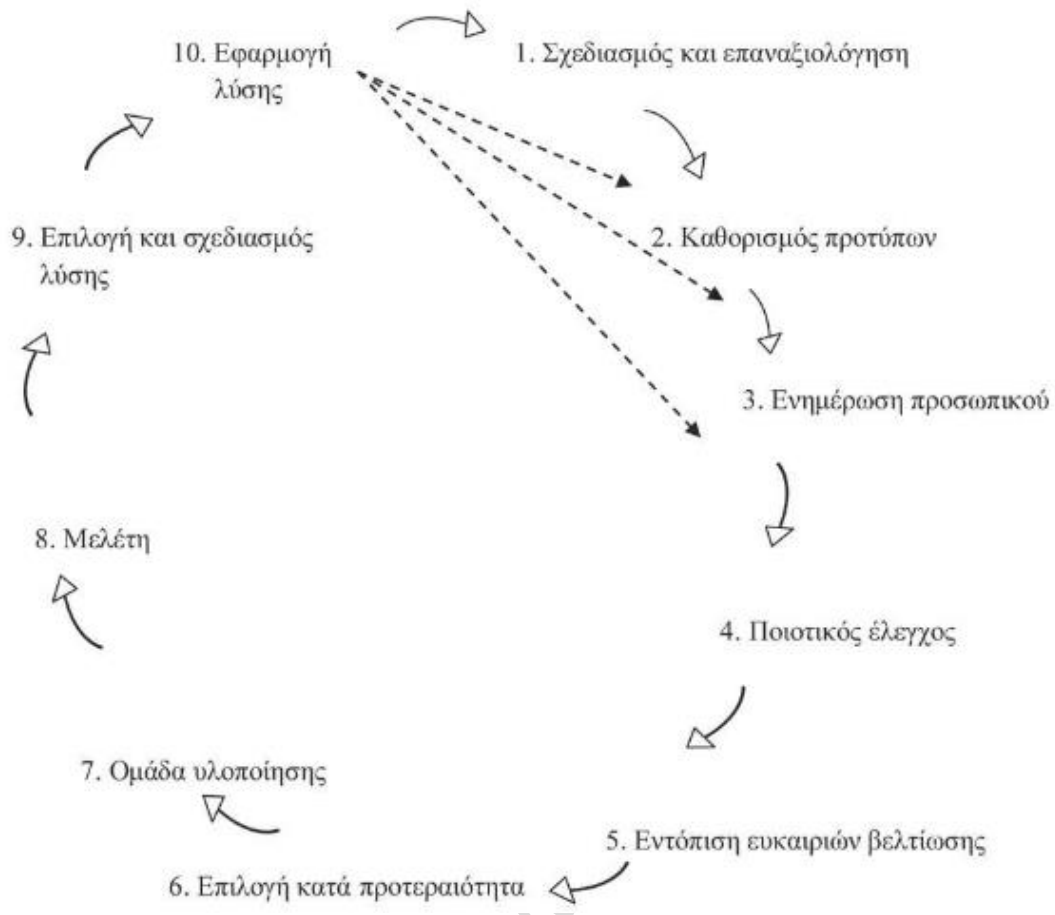 10. Εφαρμογή
λύσης
1. Σχεδιασμός και επαναξιολόγηση
2. Καθορισμός προτύπων
3. Ενημέρωση προσωπικού
4. Ποιοτικός έλεγχος
5. Εντόπιση ευκαιριών βελτίωσης
6. Επιλογή κατά προτεραιότητα
7. Ομάδα υλοποίησης
8. Μελέτη
9. Επιλογή και σχεδιασμός
λύσης